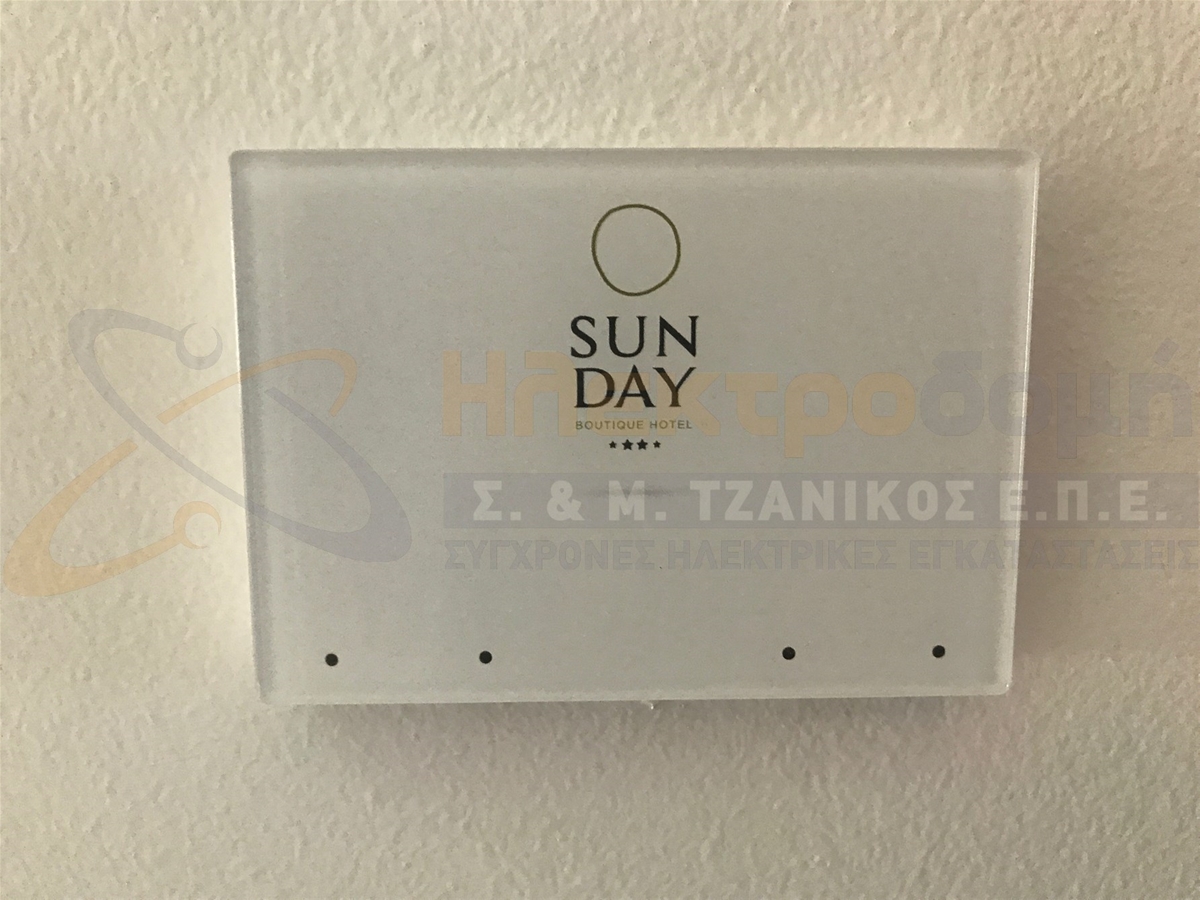 SUN
DAY
BOUTIQUE HOTEL
Ηλεκτροδομή
Σ. & Μ. ΤΖΑΝΙΚΟΣ Ε.Π.Ε.
ΣΥΓΧΡΟΝΕΣ ΗΛΕΚΤΡΙΚΕΣ ΕΓΚΑΤΑΣΤΑΣΕΙΣ